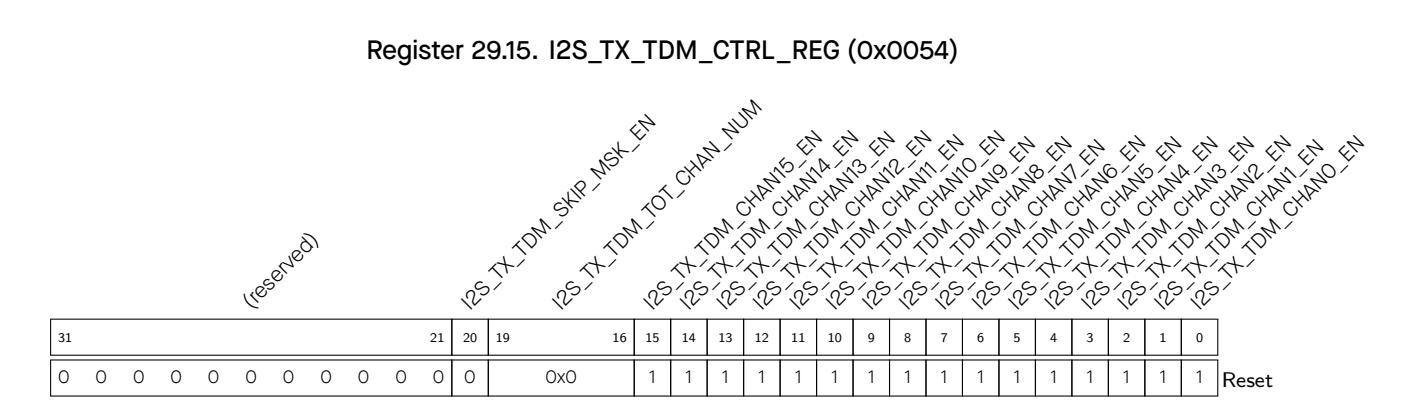 Register 29.15. I2S_TX_TDM_CTRL_REG (0x0054)
(reserved)
I2S_TX_TDM_SKIP_MSK_EN
I2S_TX_TDM_TOT_CHAN_NUM
I2S_TX_TDM_CHAN15_EN
I2S_TX_TDM_CHAN14_EN
I2S_TX_TDM_CHAN13_EN
I2S_TX_TDM_CHAN12_EN
I2S_TX_TDM_CHAN11_EN
I2S_TX_TDM_CHAN10_EN
I2S_TX_TDM_CHAN9_EN
I2S_TX_TDM_CHAN8_EN
I2S_TX_TDM_CHAN7_EN
I2S_TX_TDM_CHAN6_EN
I2S_TX_TDM_CHAN5_EN
I2S_TX_TDM_CHAN4_EN
I2S_TX_TDM_CHAN3_EN
I2S_TX_TDM_CHAN2_EN
I2S_TX_TDM_CHAN1_EN
I2S_TX_TDM_CHAN0_EN
31 21 20 19 16 15 14 13 12 11 10 9 8 7 6 5 4 3 2 1 0
0 0 0 0 0 0 0 0 0 0 0 0 0x0 1 1 1 1 1 1 1 1 1 1 1 1 1 1 1 1 Reset